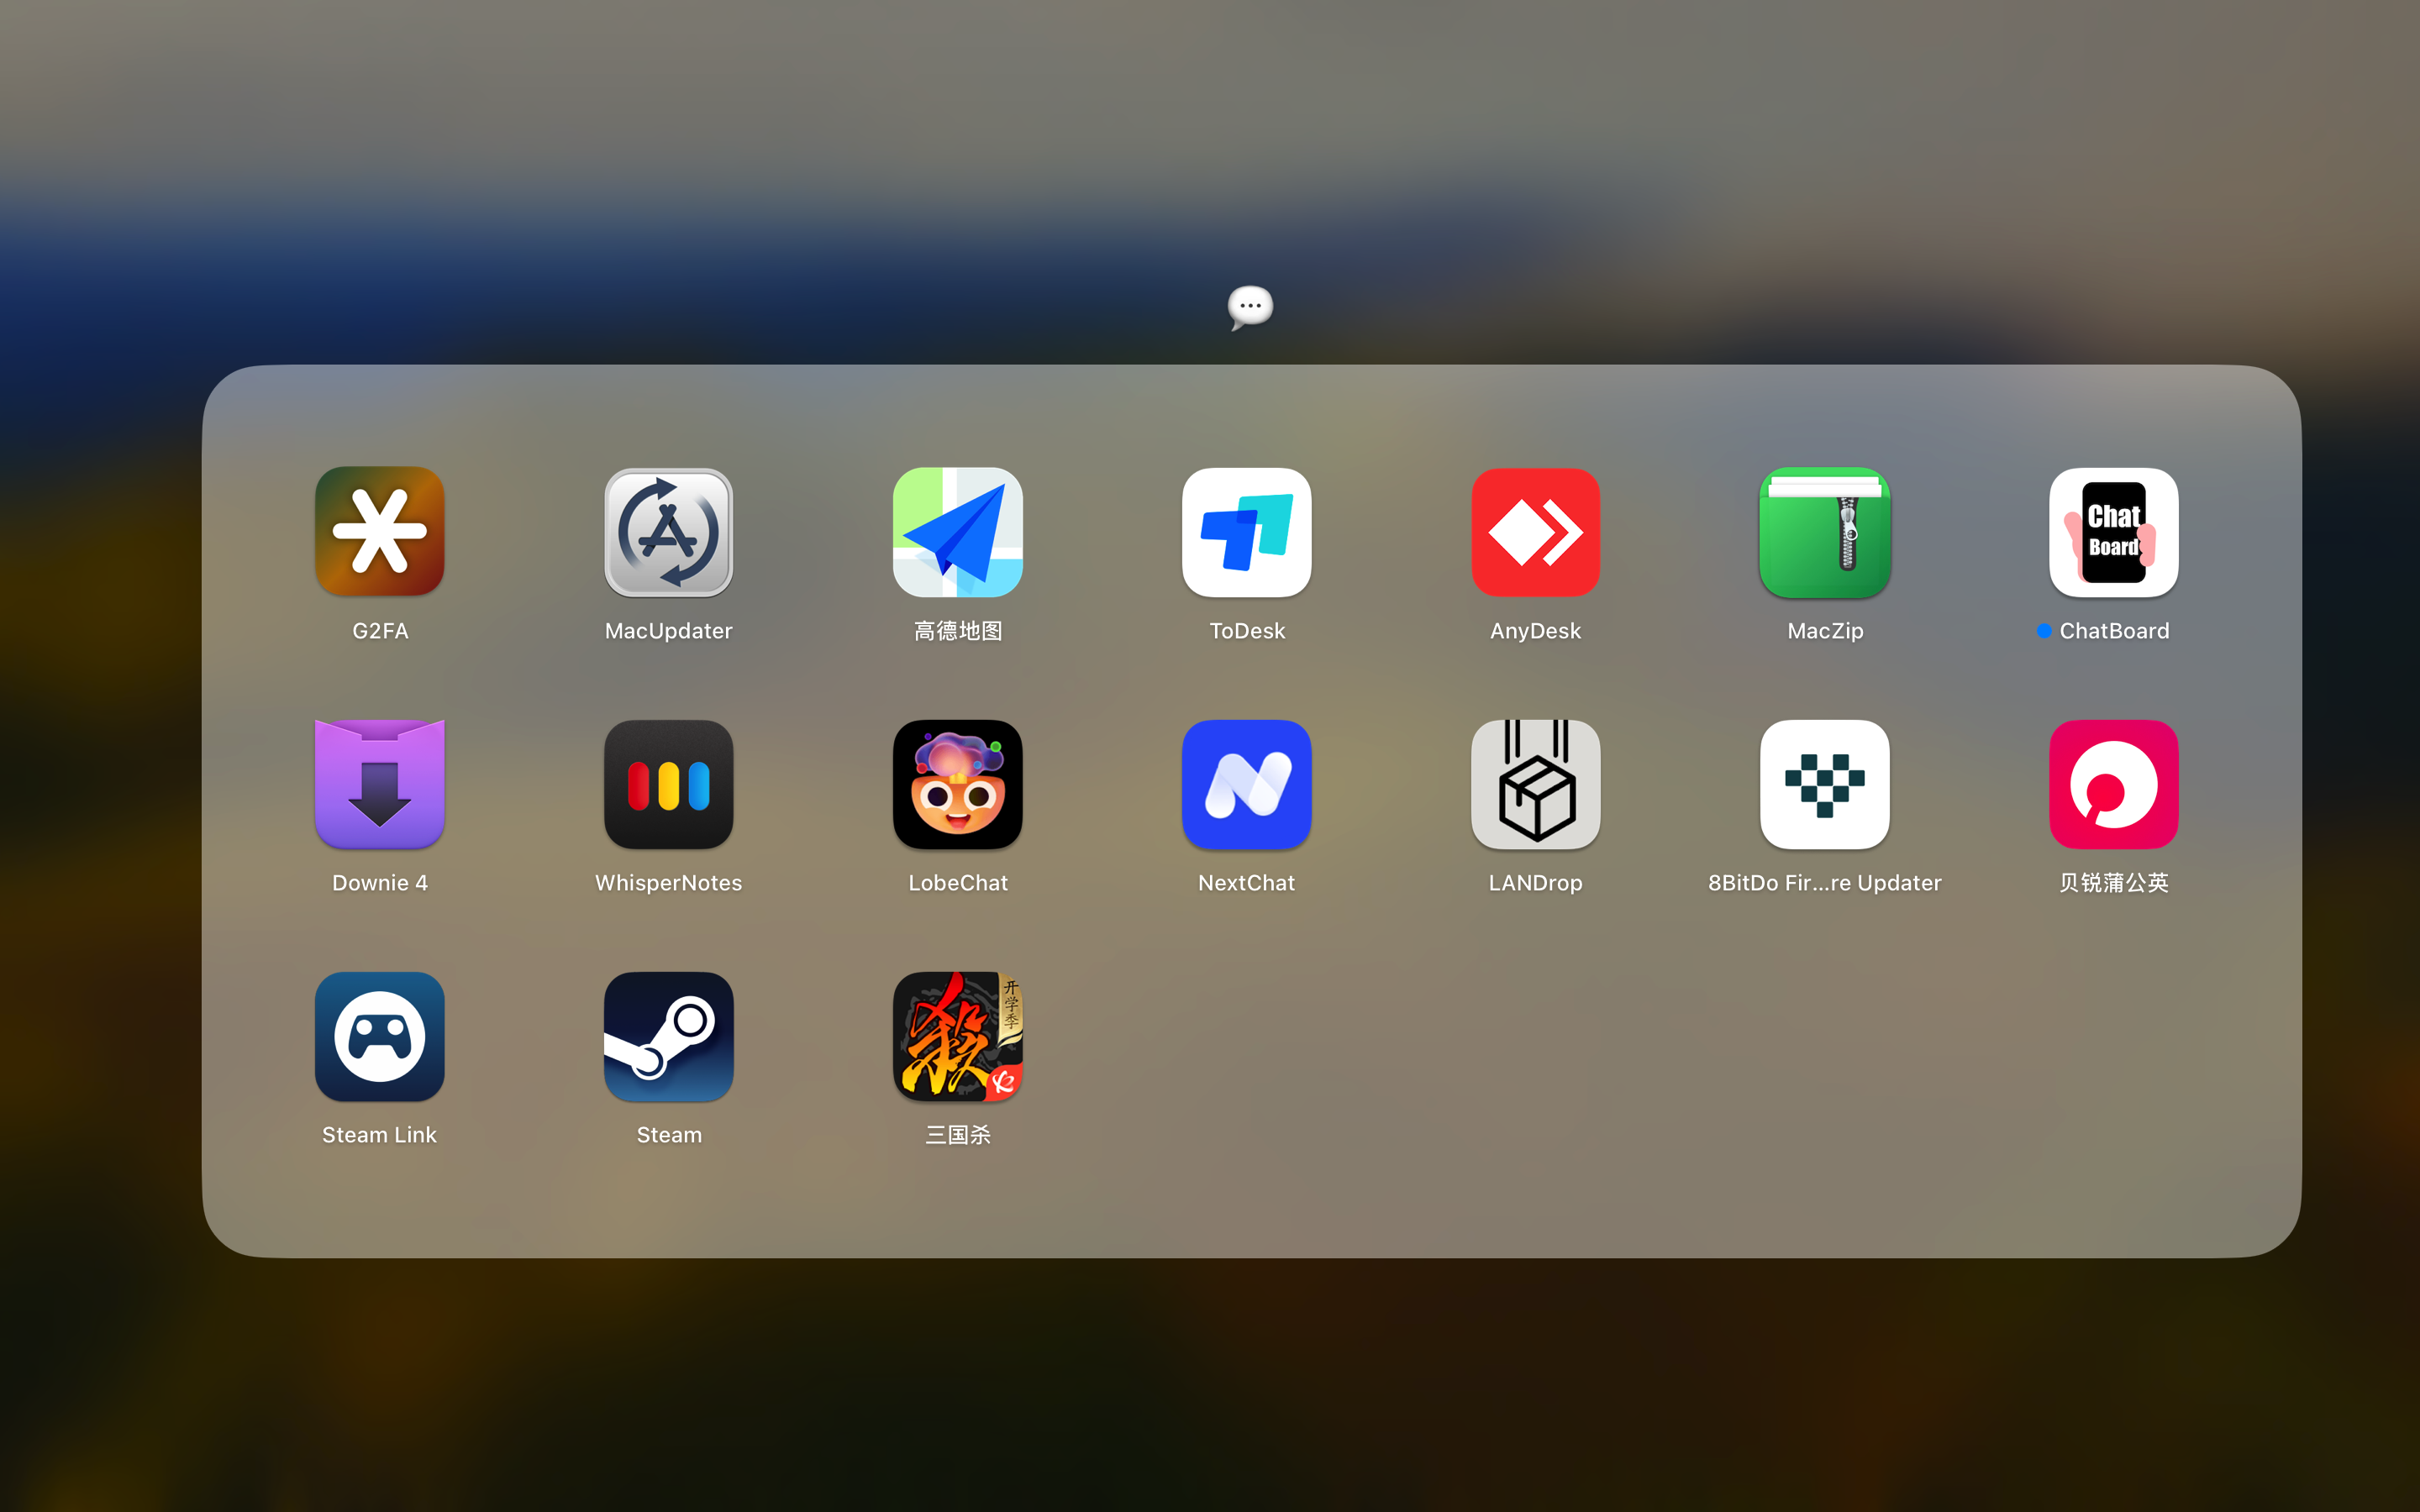 Chat
Board
G2FA
MacUpdater
高德地图
ToDesk
AnyDesk
MacZip
ChatBoard
Downie 4
WhisperNotes
LobeChat
NextChat
LANDrop
8BitDo Fir...re Updater
贝锐蒲公英
杀
开学季
Steam Link
Steam
三国杀